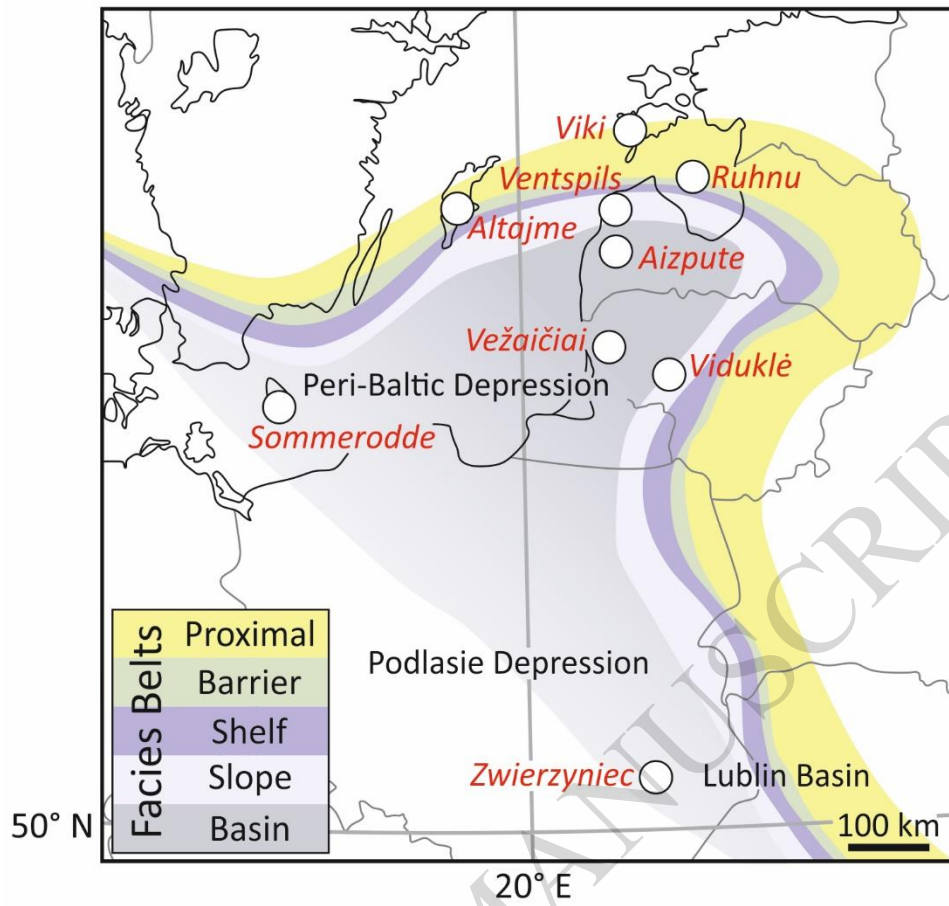 Viki
Ventspils
Ruhnu
Altajme
Aizpute
Vežaičiai
Viduklė
Peri-Baltic Depression
Sommerodde
Facies Belts
Proximal
Barrier
Shelf
Slope
Basin
Podlasie Depression
Zwierzyniec
Lublin Basin
50° N
100 km
20° E
MANUSCRIP